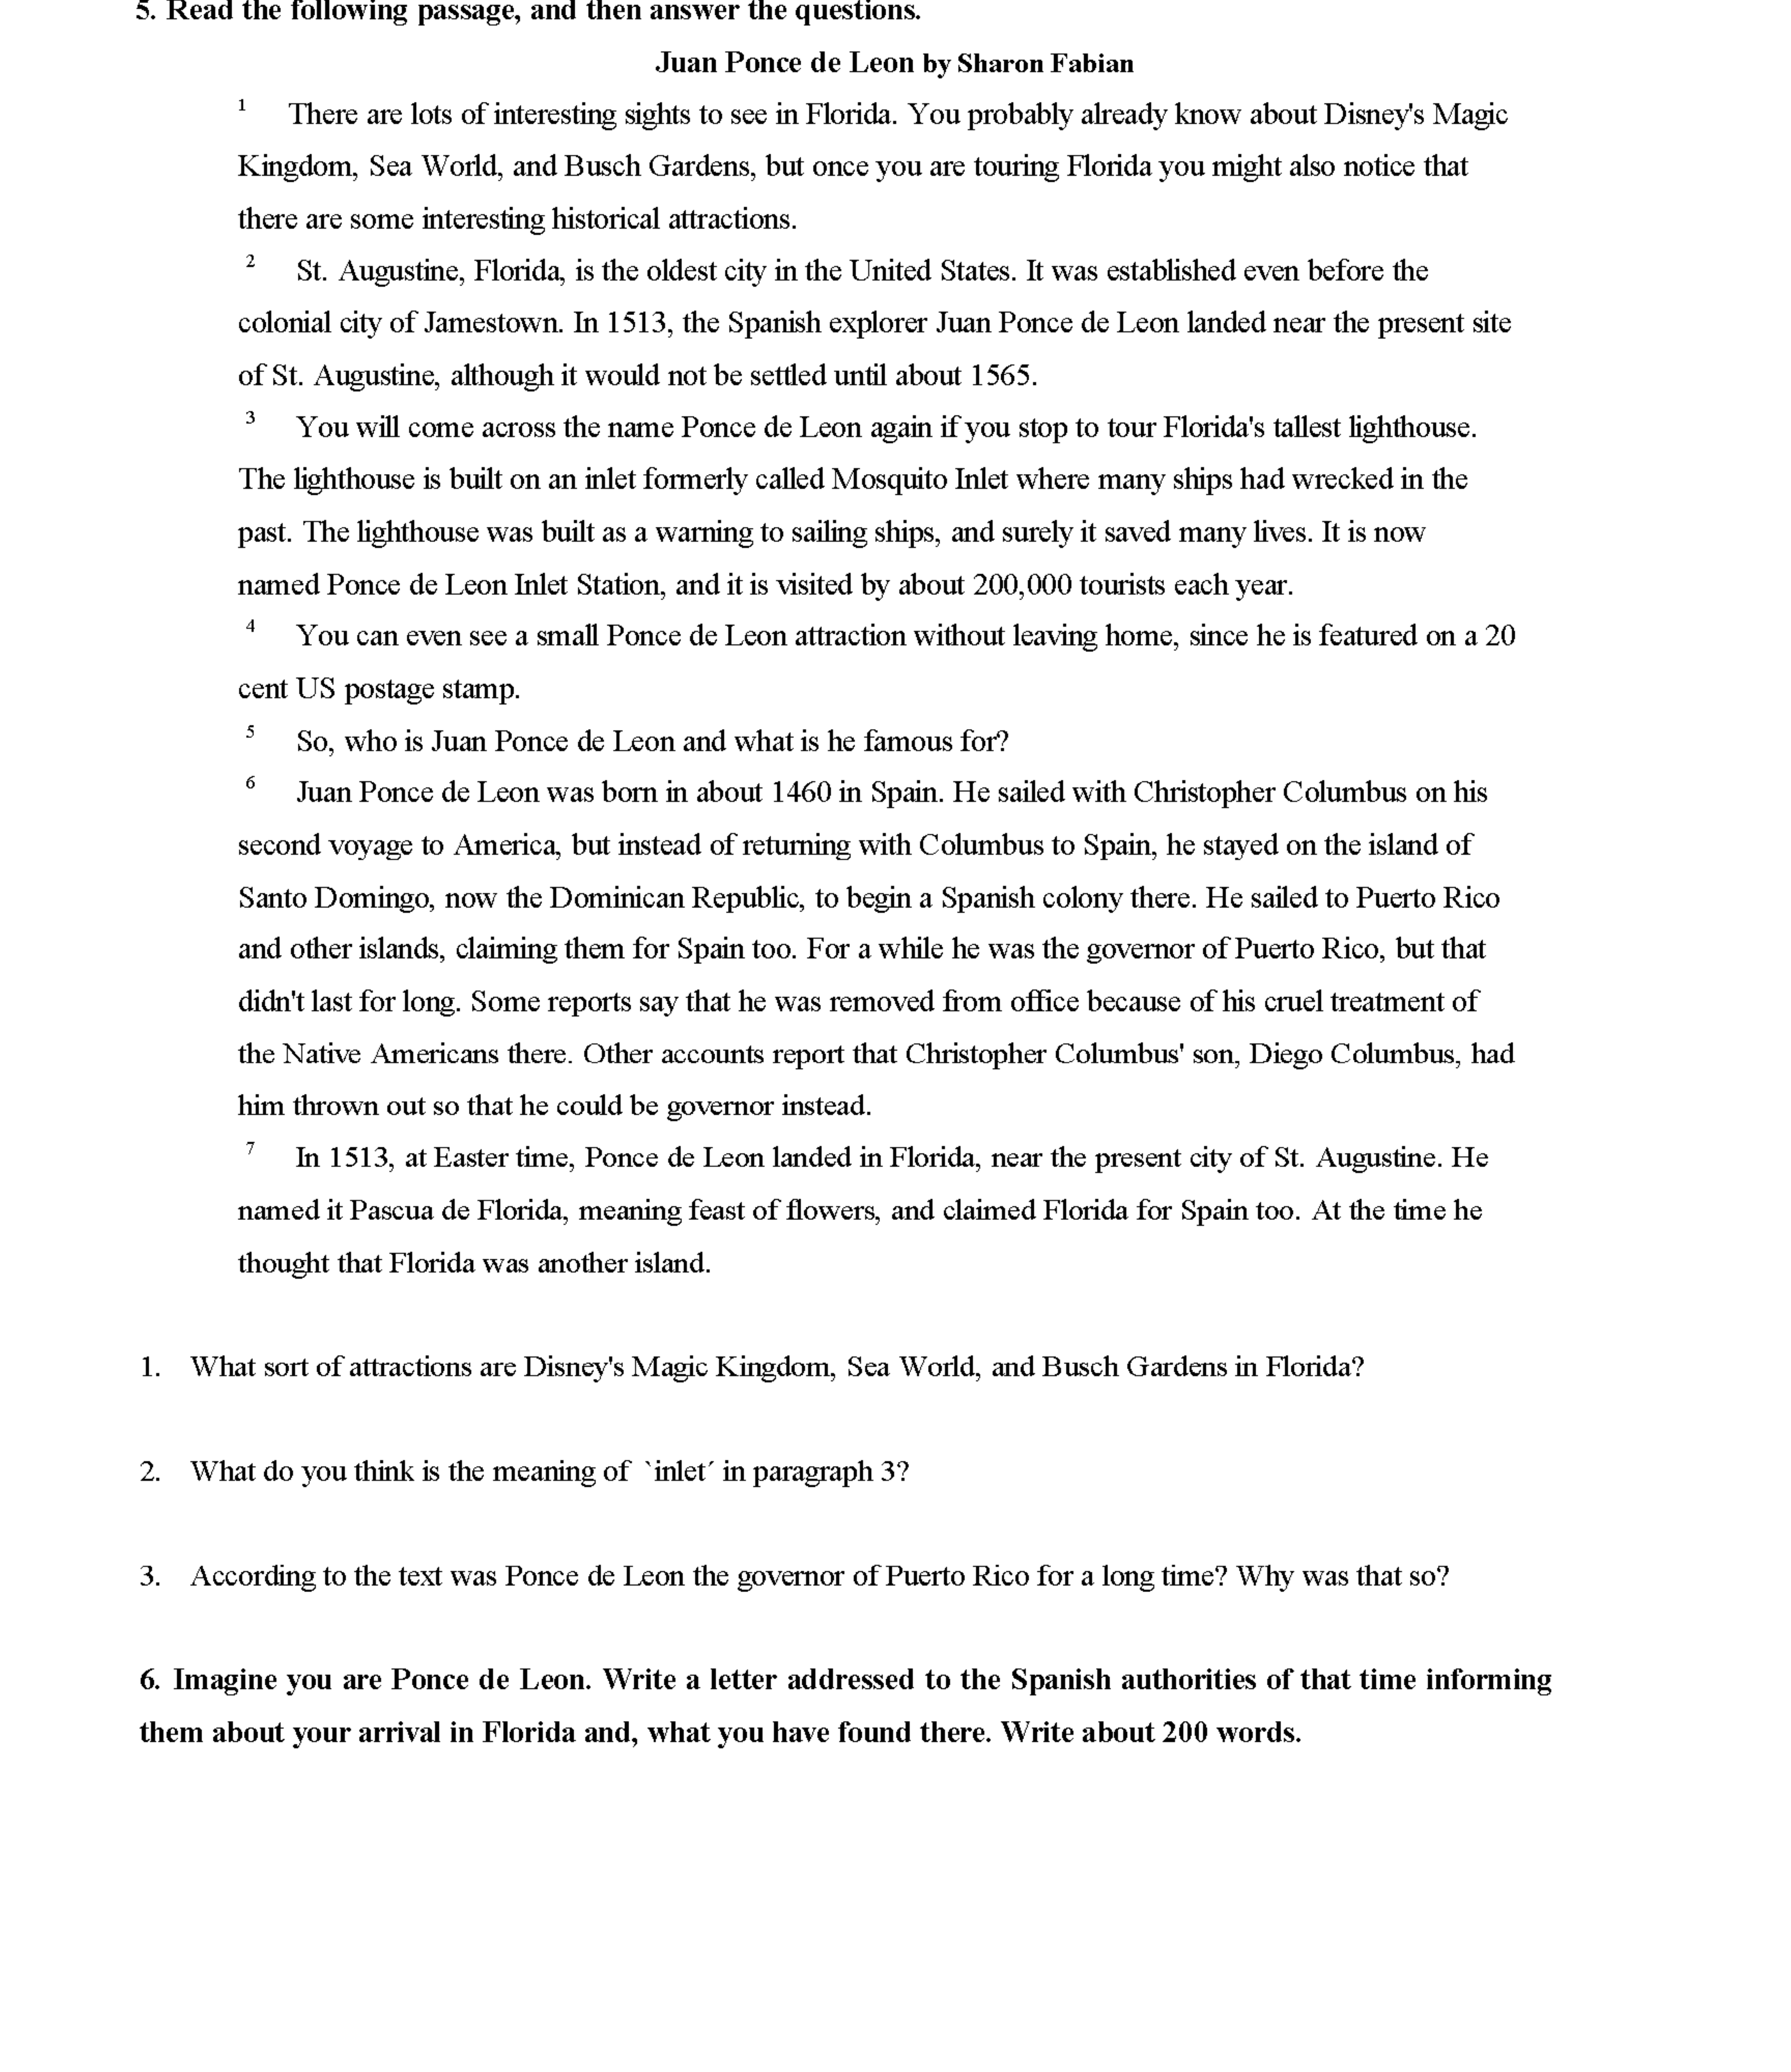 5. Read the following passage, and then answer the questions.
Juan Ponce de Leon by Sharon Fabian
1 There are lots of interesting sights to see in Florida. You probably already know about Disney's Magic
Kingdom, Sea World, and Busch Gardens, but once you are touring Florida you might also notice that
there are some interesting historical attractions.
2 St. Augustine, Florida, is the oldest city in the United States. It was established even before the
colonial city of Jamestown. In 1513, the Spanish explorer Juan Ponce de Leon landed near the present site
of St. Augustine, although it would not be settled until about 1565.
3 You will come across the name Ponce de Leon again if you stop to tour Florida's tallest lighthouse.
The lighthouse is built on an inlet formerly called Mosquito Inlet where many ships had wrecked in the
past. The lighthouse was built as a warning to sailing ships, and surely it saved many lives. It is now
named Ponce de Leon Inlet Station, and it is visited by about 200,000 tourists each year.
4 You can even see a small Ponce de Leon attraction without leaving home, since he is featured on a 20
cent US postage stamp.
5 So, who is Juan Ponce de Leon and what is he famous for?
6 Juan Ponce de Leon was born in about 1460 in Spain. He sailed with Christopher Columbus on his
second voyage to America, but instead of returning with Columbus to Spain, he stayed on the island of
Santo Domingo, now the Dominican Republic, to begin a Spanish colony there. He sailed to Puerto Rico
and other islands, claiming them for Spain too. For a while he was the governor of Puerto Rico, but that
didn't last for long. Some reports say that he was removed from office because of his cruel treatment of
the Native Americans there. Other accounts report that Christopher Columbus' son, Diego Columbus, had
him thrown out so that he could be governor instead.
7 In 1513, at Easter time, Ponce de Leon landed in Florida, near the present city of St. Augustine. He
named it Pascua de Florida, meaning feast of flowers, and claimed Florida for Spain too. At the time he
thought that Florida was another island.
1. What sort of attractions are Disney's Magic Kingdom, Sea World, and Busch Gardens in Florida?
2. What do you think is the meaning of `inlet´ in paragraph 3?
3. According to the text was Ponce de Leon the governor of Puerto Rico for a long time? Why was that so?
6. Imagine you are Ponce de Leon. Write a letter addressed to the Spanish authorities of that time informing
them about your arrival in Florida and, what you have found there. Write about 200 words.